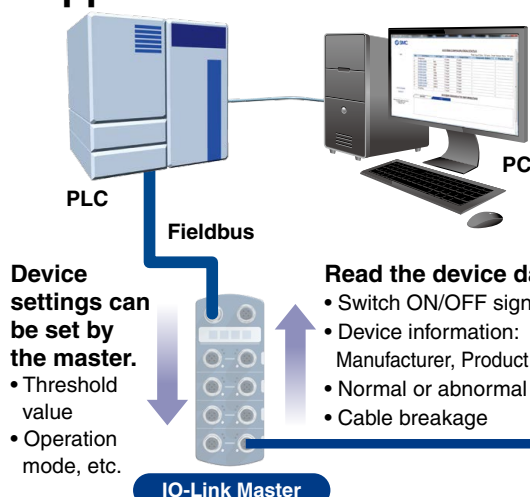 PLC
PC
Fieldbus
Device
settings can
be set by
the master.
• Threshold
value
• Operation
mode, etc.
Read the device da
• Switch ON/OFF sign
• Device information:
Manufacturer, Product
• Normal or abnormal
• Cable breakage
IO-Link Master